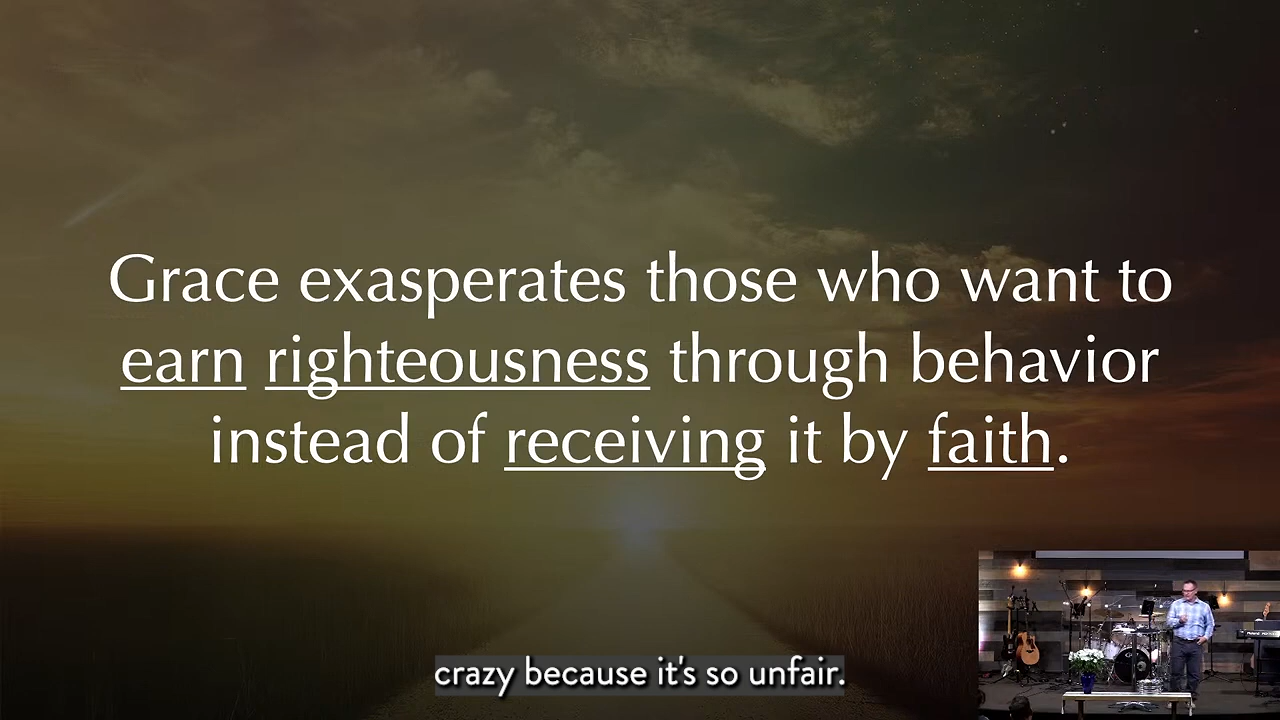 Grace exasperates those who want to
earn righteousness through behavior
instead of receiving it by faith.
crazy because it's so unfair.